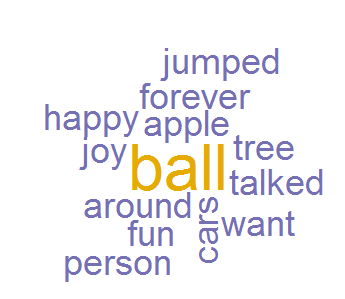 jumped
forever
happy apple
joy ball tree
talked
around cars want
fun
person